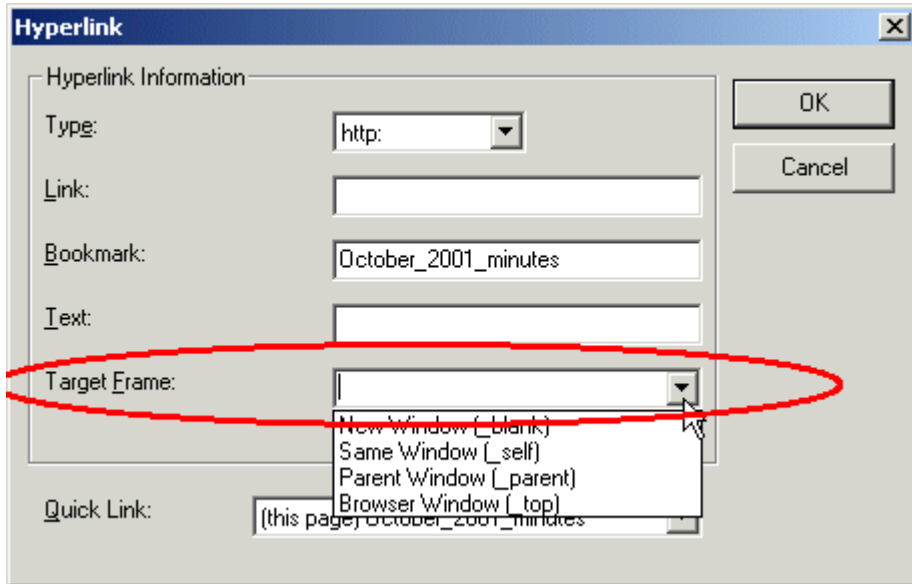 Hyperlink
Hyperlink Information
Type:
http:
OK
Cancel
Link:
Bookmark:
October_2001_minutes
Text:
Target Frame:
New Window (_blank)
Same Window (_self)
Parent Window (_parent)
Browser Window (_top)
Quick Link:
(this page) October_2001_minutes